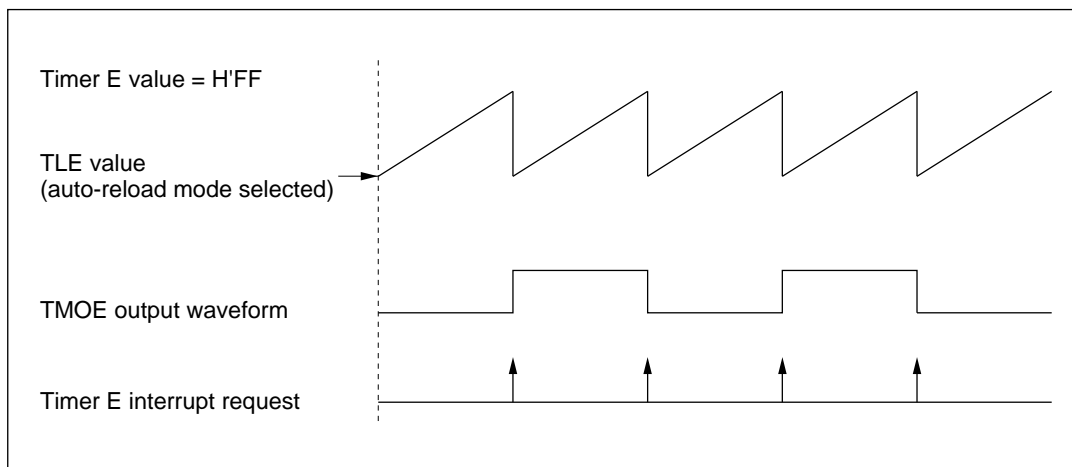 Timer E value = H'FF
TLE value
(auto-reload mode selected)
TMOE output waveform
Timer E interrupt request